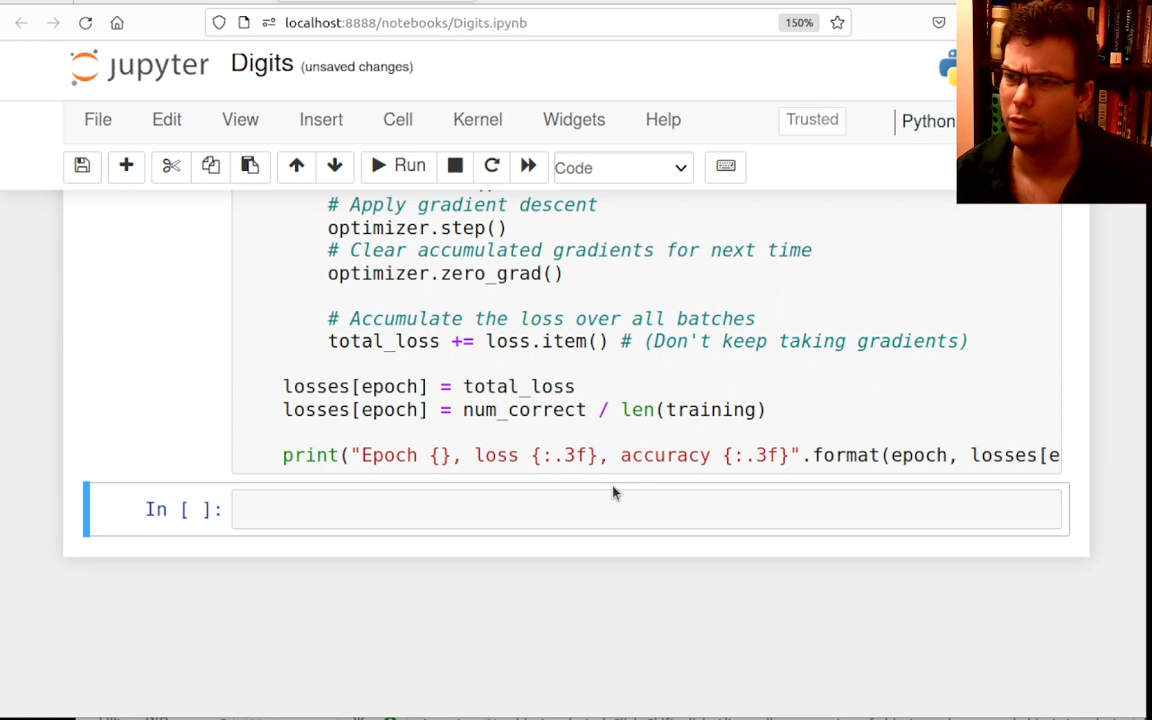 localhost:8888/notebooks/Digits.ipynb
150%
jupyter Digits (unsaved changes)
File Edit View Insert Cell Kernel Widgets Help Trusted Python
Run Code
# Apply gradient descent
optimizer.step()
# Clear accumulated gradients for next time
optimizer.zero_grad()
# Accumulate the loss over all batches
total_loss += loss.item() # (Don't keep taking gradients)
losses[epoch] = total_loss
losses[epoch] = num_correct / len(training)
print("Epoch {}, loss {:.3f}, accuracy {:.3f}".format(epoch, losses[e
In [ ]: